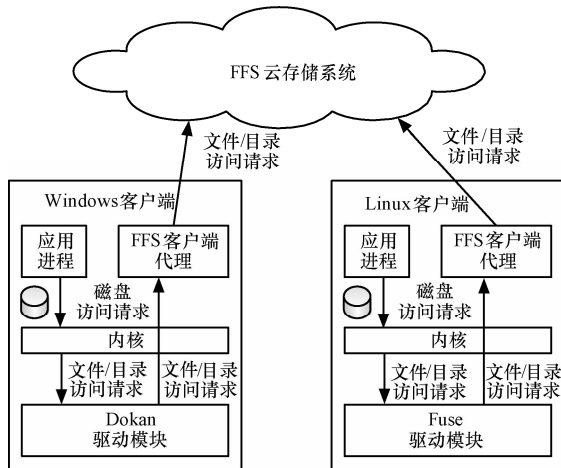 FFS 云存储系统
文件/目录
访问请求
文件/目录
访问请求
Windows客户端
应用
进程
FFS 客户端
代理
磁盘
访问请求
内核
文件/目录
访问请求
文件/目录
访问请求
Dokan
驱动模块
Linux客户端
应用
进程
FFS 客户端
代理
磁盘
访问请求
内核
文件/目录
访问请求
文件/目录
访问请求
Fuse
驱动模块